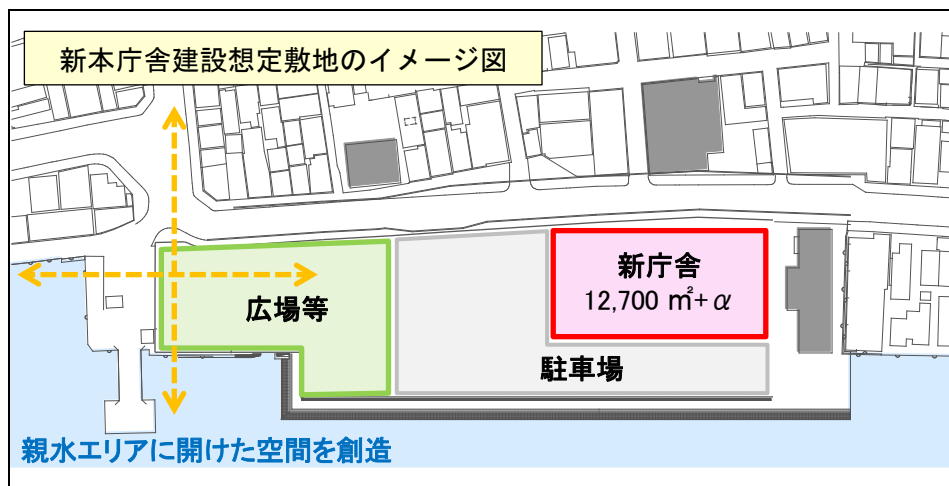 新本庁舎建設想定敷地のイメージ図
新庁舎
12,700 ㎡+α
広場等
駐車場
親水エリアに開けた空間を創造